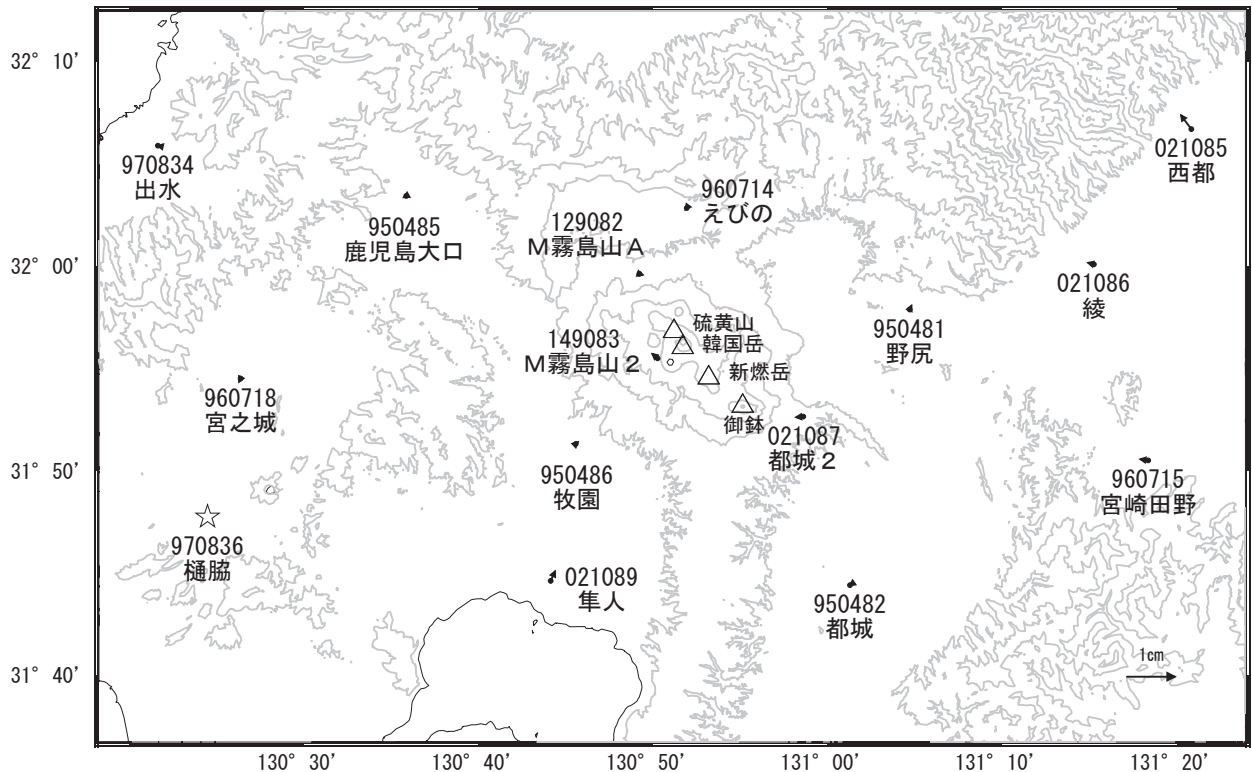 32° 10′
021085
西都
970834
出水
960714
えびの
950485
鹿児島大口
129082
Ｍ霧島山Ａ
32° 00′
021086
綾
950481
野尻
硫黄山
韓国岳
149083
Ｍ霧島山２
新燃岳
960718
宮之城
御鉢
021087
都城２
31° 50′
950486
牧園
960715
宮崎田野
970836
樋脇
021089
隼人
950482
都城
1cm
31° 40′
130° 30′
130° 40′
130° 50′
131° 00′
131° 10′
131° 20′